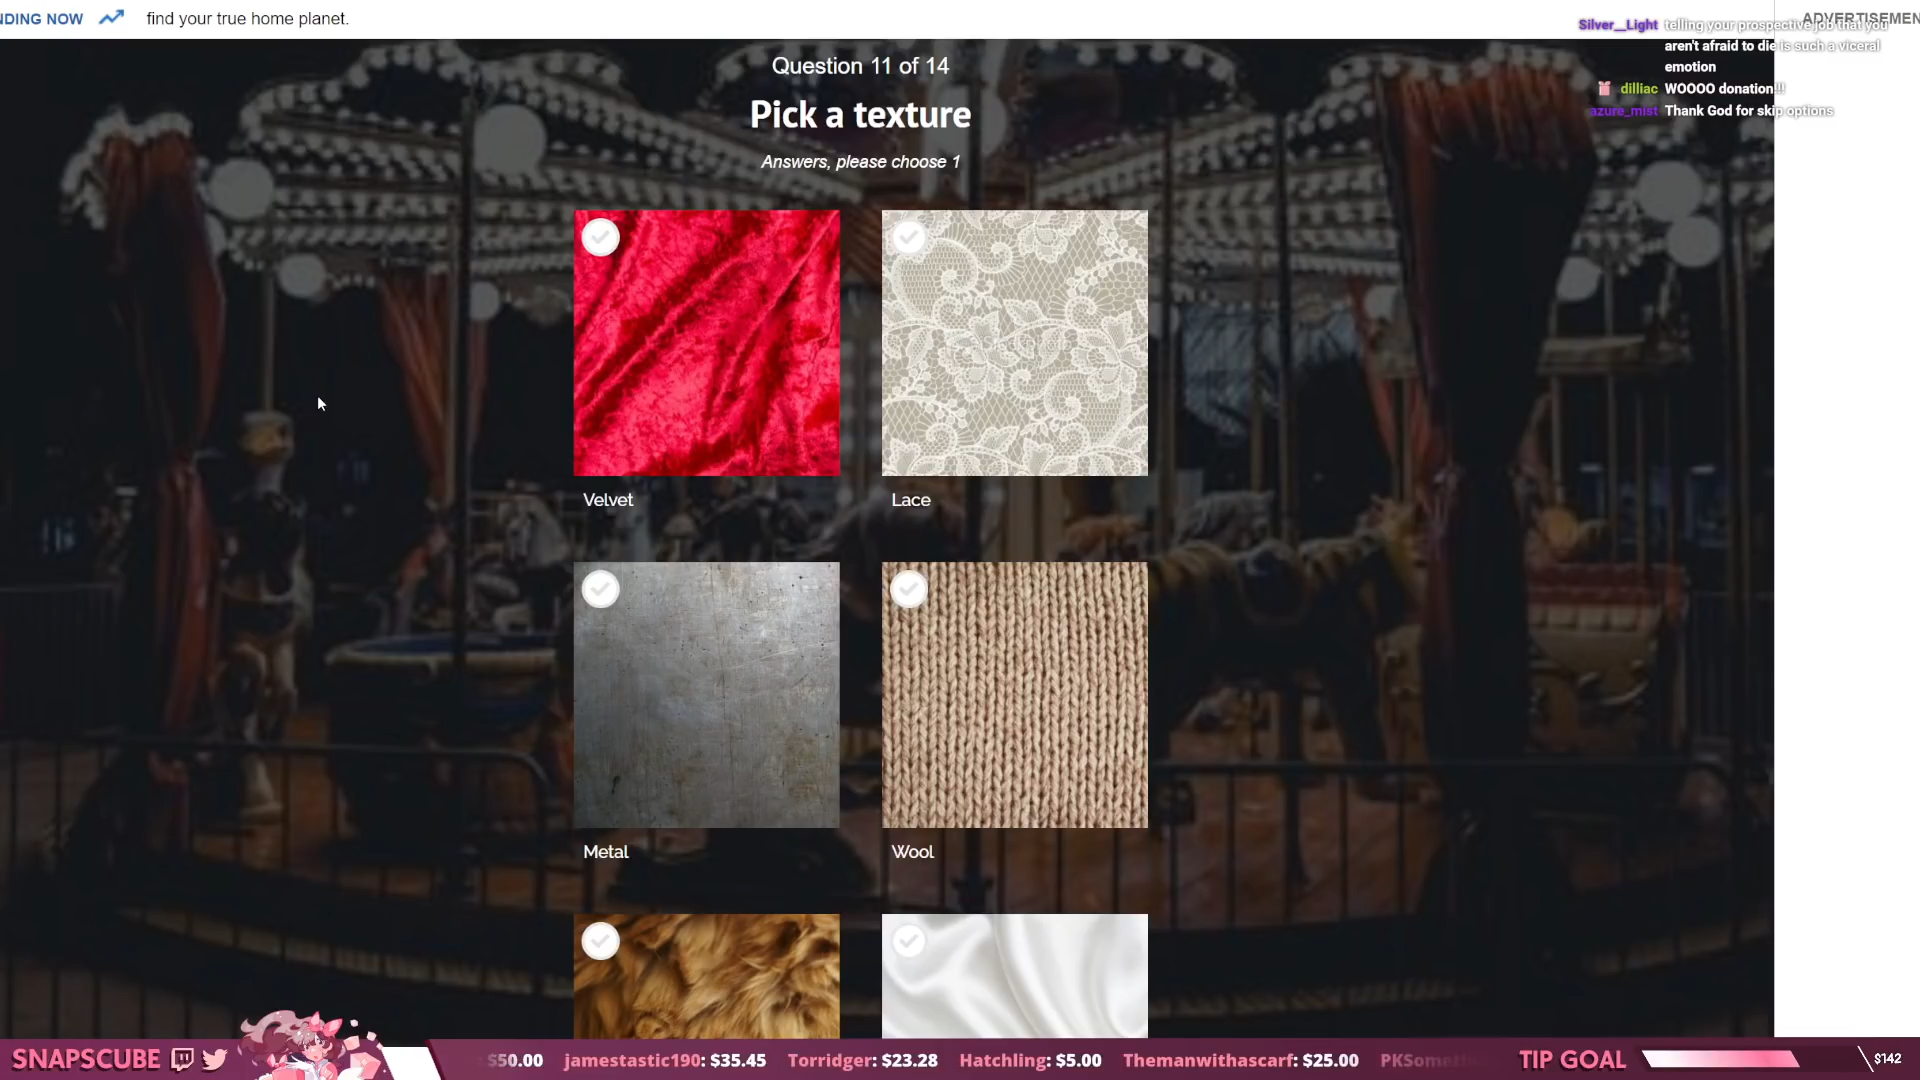 NDING NOW find your true home planet.
ADVERTISEMEN
Silver__Light telling your prospective job that you
aren't afraid to die is such a viceral
emotion
dilliac WOOOO donation!!!
azure_mist Thank God for skip options
Question 11 of 14
Pick a texture
Answers, please choose 1
Velvet
Lace
Metal
Wool
SNAPSCUBE
$50.00 jamestastic190: $35.45 Torridger: $23.28 Hatchling: $5.00 Themanwithascarf: $25.00
TIP GOAL
$142